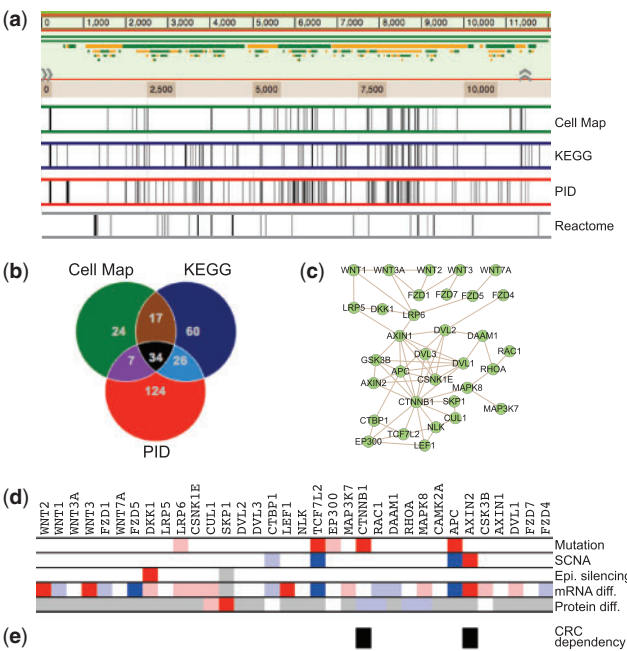 (a)
0 1,000 2,000 3,000 4,000 5,000 6,000 7,000 8,000 9,000 10,000 11,000
0 2,500 5,000 7,500 10,000
Cell Map
KEGG
PID
Reactome
(b)
Cell Map KEGG
17
24 60
34
7 26
124
PID
(c)
WNT1 WNT3A WNT2 WNT3 WNT7A
FZD1 FZD7 FZD5 FZD4
LRP5 DKK1 LRP6
AXIN1 DVL2 DAAM1
GSK3B DVL3 DVL1 RAC1
APC RHOA
AXIN2 CSNK1E MAPK8
CTNNB1 SKP1 MAP3K7
CTBP1 CUL1
TCF7L2 NLK
EP300 LEF1
(d)
WNT2
WNT1
WNT3A
WNT3
FZD1
WNT7A
FZD5
DKK1
LRP5
LRP6
CSNK1E
CUL1
SKP1
DVL2
DVL3
CTBP1
LEF1
NLK
TCF7L2
EP300
MAP3K7
CTNNB1
RAC1
DAAM1
RHOA
MAPK8
CAMK2A
APC
AXIN2
CSK3B
AXIN1
DVL1
FZD7
FZD4
Mutation
SCNA
Epi. silencing
mRNA diff.
Protein diff.
(e)
CRC
dependency